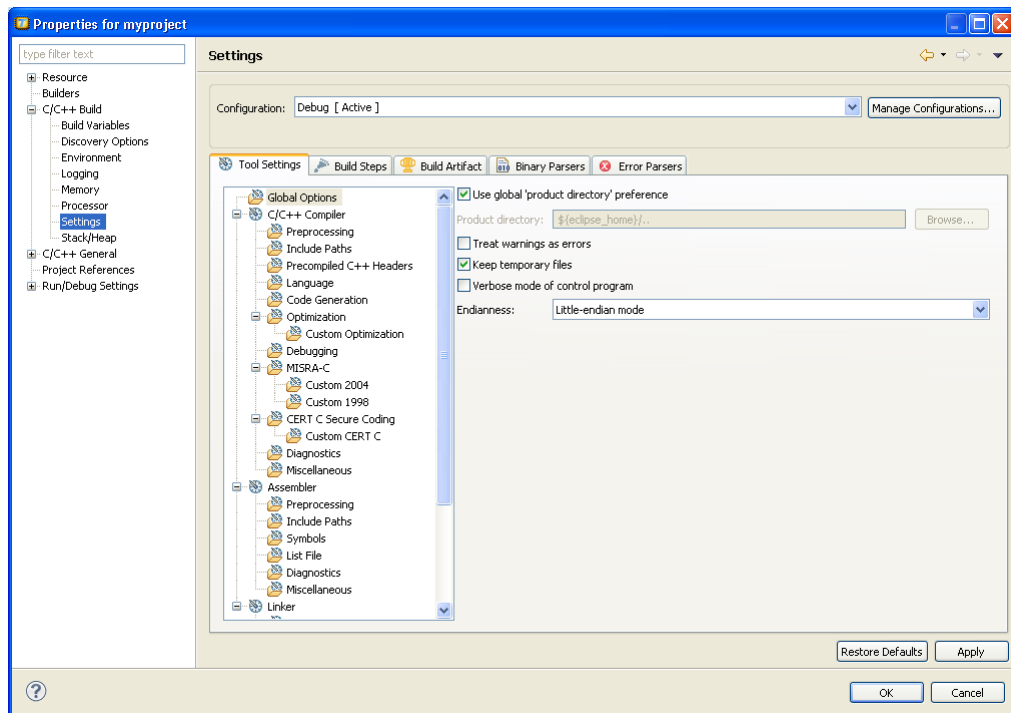 Properties for myproject
type filter text
Resource
Builders
C/C++ Build
Build Variables
Discovery Options
Environment
Logging
Memory
Processor
Settings
Stack/Heap
C/C++ General
Project References
Run/Debug Settings
Settings
Configuration: Debug [ Active ] Manage Configurations...
Tool Settings Build Steps Build Artifact Binary Parsers Error Parsers
Global Options
C/C++ Compiler
Preprocessing
Include Paths
Precompiled C++ Headers
Language
Code Generation
Optimization
Custom Optimization
Debugging
MISRA-C
Custom 2004
Custom 1998
CERT C Secure Coding
Custom CERT C
Diagnostics
Miscellaneous
Assembler
Preprocessing
Include Paths
Symbols
List File
Diagnostics
Miscellaneous
Linker
Use global 'product directory' preference
Product directory: ${eclipse_home}/.. Browse...
Treat warnings as errors
Keep temporary files
Verbose mode of control program
Endianness: Little-endian mode
Restore Defaults Apply
? OK Cancel